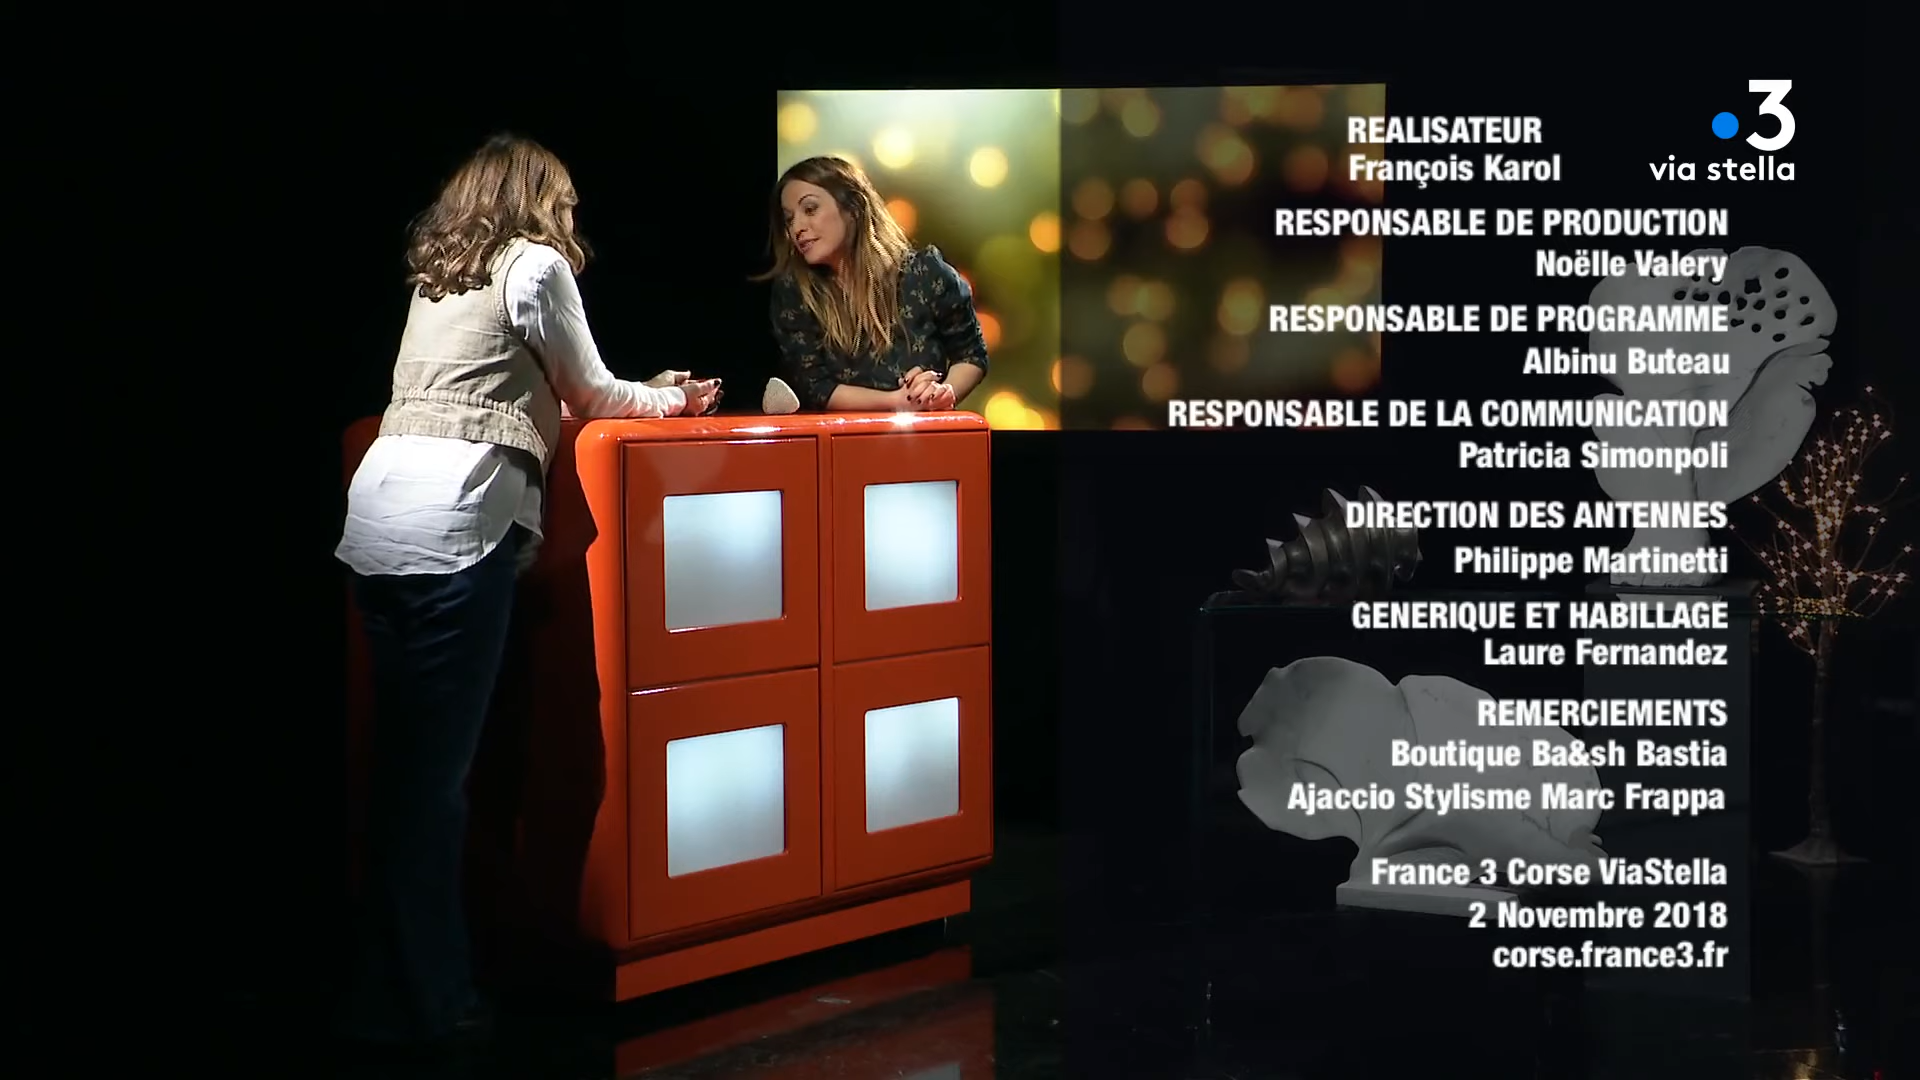 3
via stella
REALISATEUR
François Karol
RESPONSABLE DE PRODUCTION
Noëlle Valery
RESPONSABLE DE PROGRAMME
Albinu Buteau
RESPONSABLE DE LA COMMUNICATION
Patricia Simonpoli
DIRECTION DES ANTENNES
Philippe Martinetti
GENERIQUE ET HABILLAGE
Laure Fernandez
REMERCIEMENTS
Boutique Ba&sh Bastia
Ajaccio Stylisme Marc Frappa
France 3 Corse ViaStella
2 Novembre 2018
corse.france3.fr